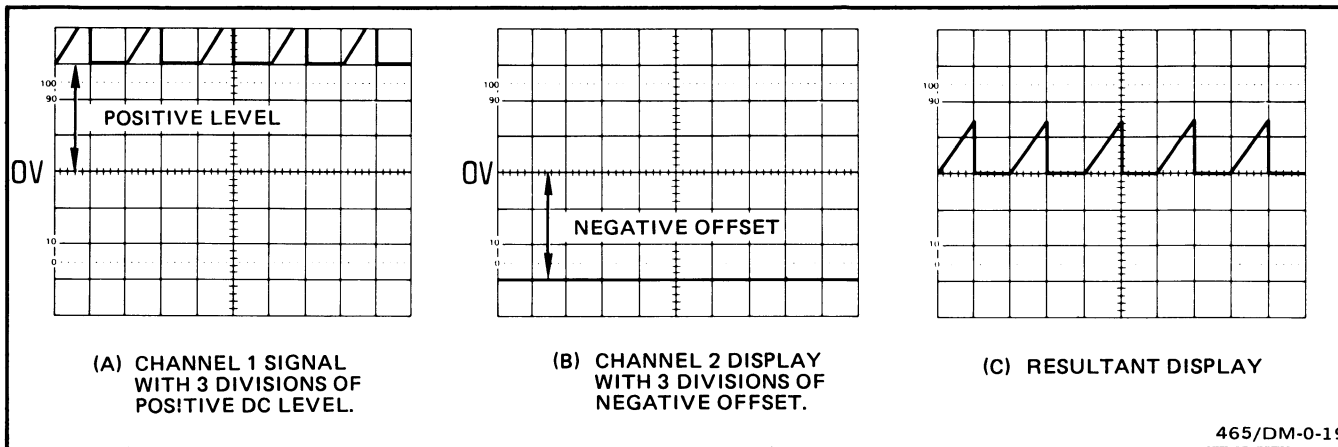 100
90
POSITIVE LEVEL
0V
10
0
(A) CHANNEL 1 SIGNAL
WITH 3 DIVISIONS OF
POSITIVE DC LEVEL.
0V
100
90
NEGATIVE OFFSET
10
0
(B) CHANNEL 2 DISPLAY
WITH 3 DIVISIONS OF
NEGATIVE OFFSET.
100
90
10
0
(C) RESULTANT DISPLAY
465/DM-0-19